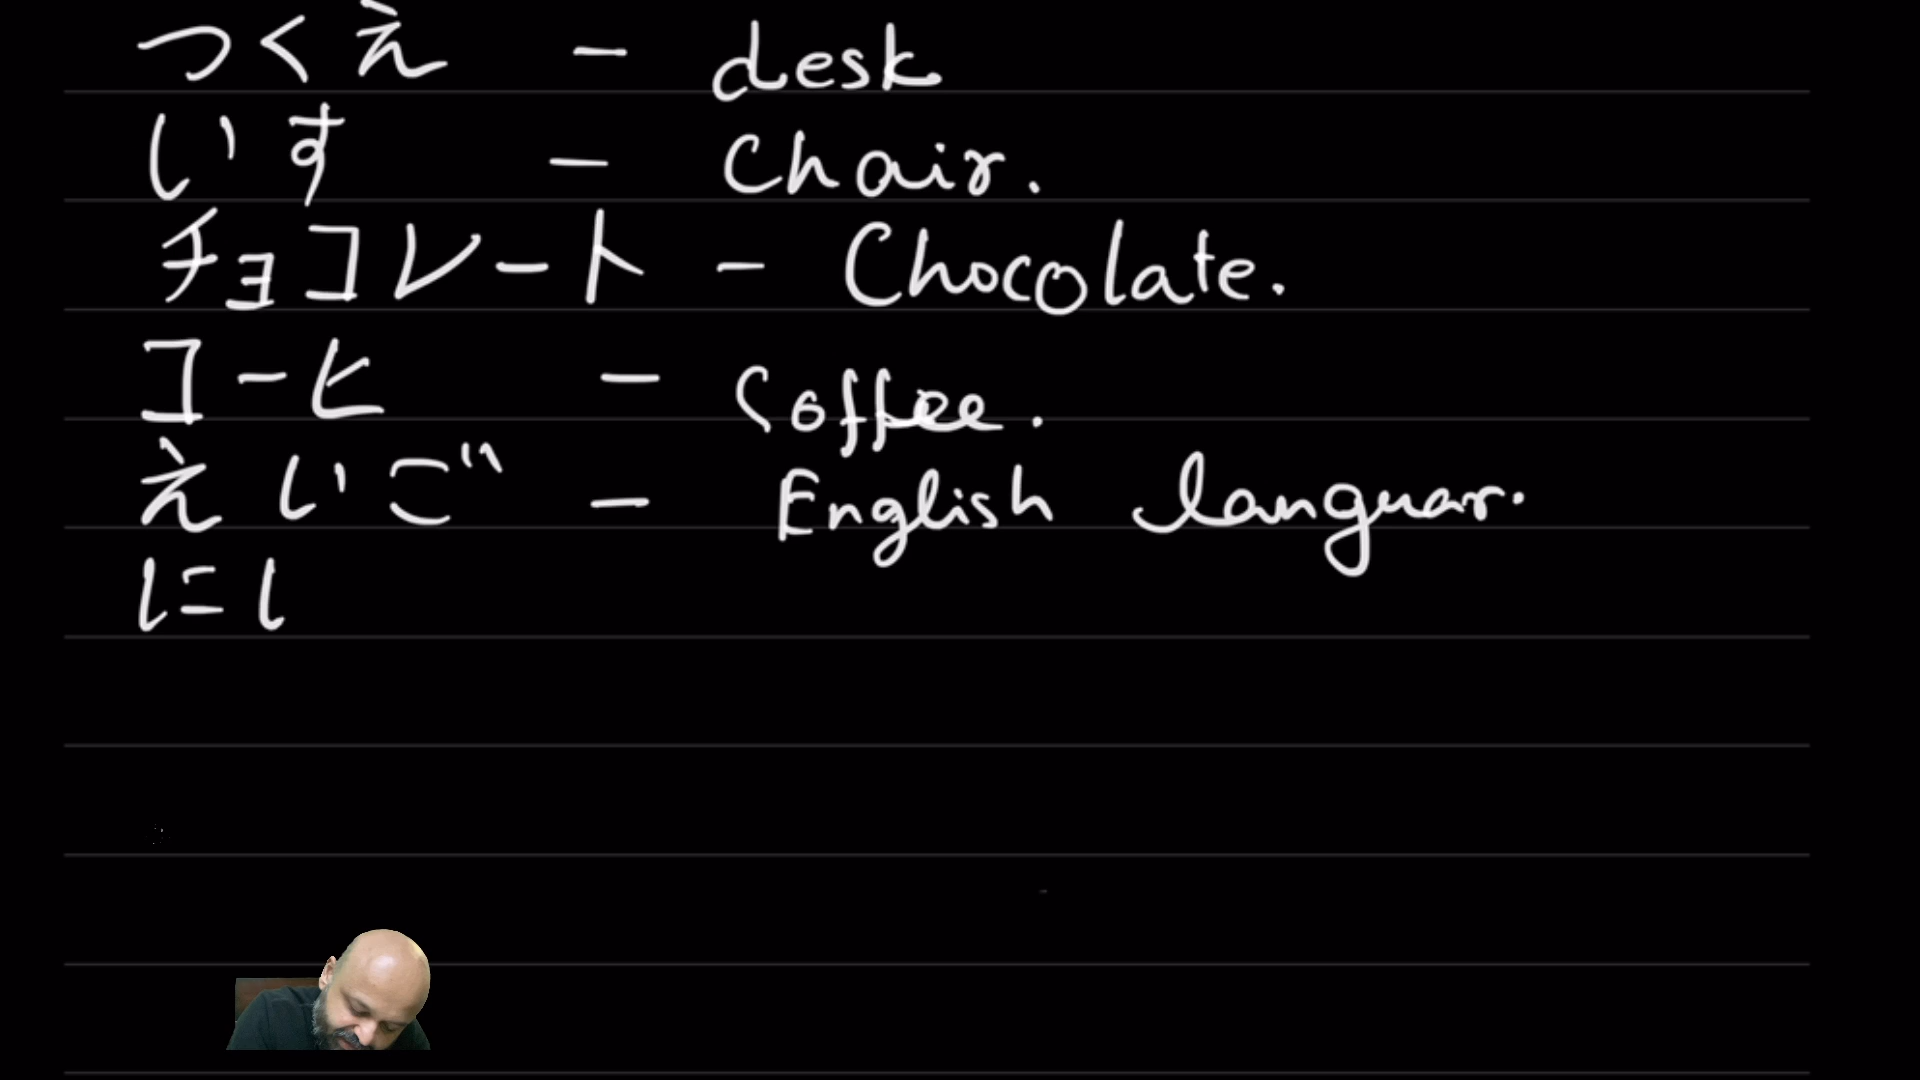 つくえ - desk
いす - Chair.
チョコレート - Chocolate.
コーヒ - Coffee.
えいご - English languar.
にし